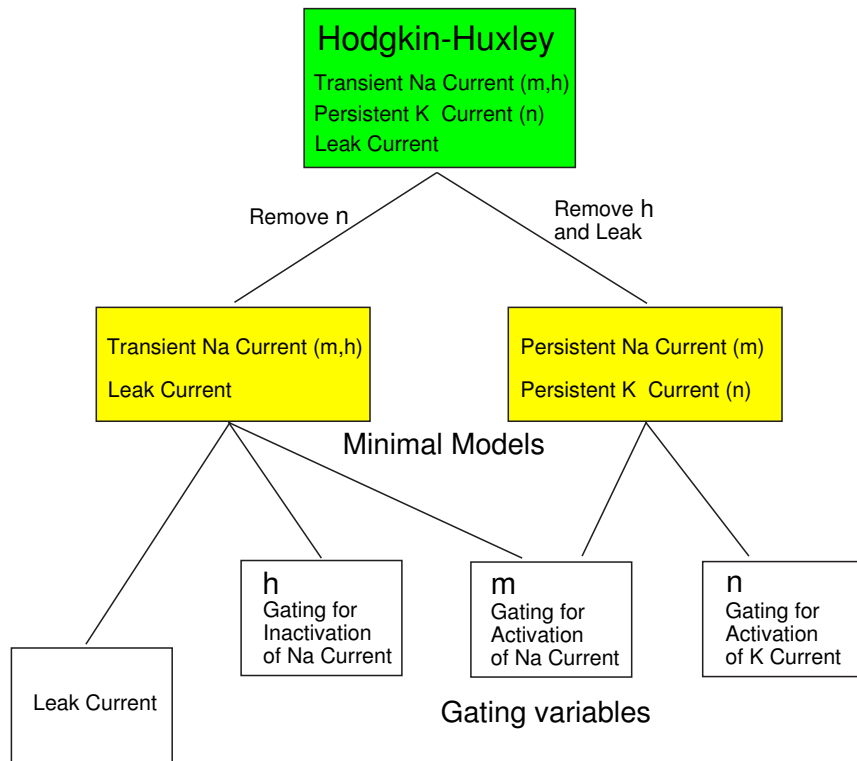 Hodgkin-Huxley
Transient Na Current (m,h)
Persistent K Current (n)
Leak Current
Remove n
Remove h
and Leak
Transient Na Current (m,h)
Leak Current
Persistent Na Current (m)
Persistent K Current (n)
Minimal Models
h
Gating for
Inactivation
of Na Current
m
Gating for
Activation
of Na Current
n
Gating for
Activation
of K Current
Leak Current
Gating variables